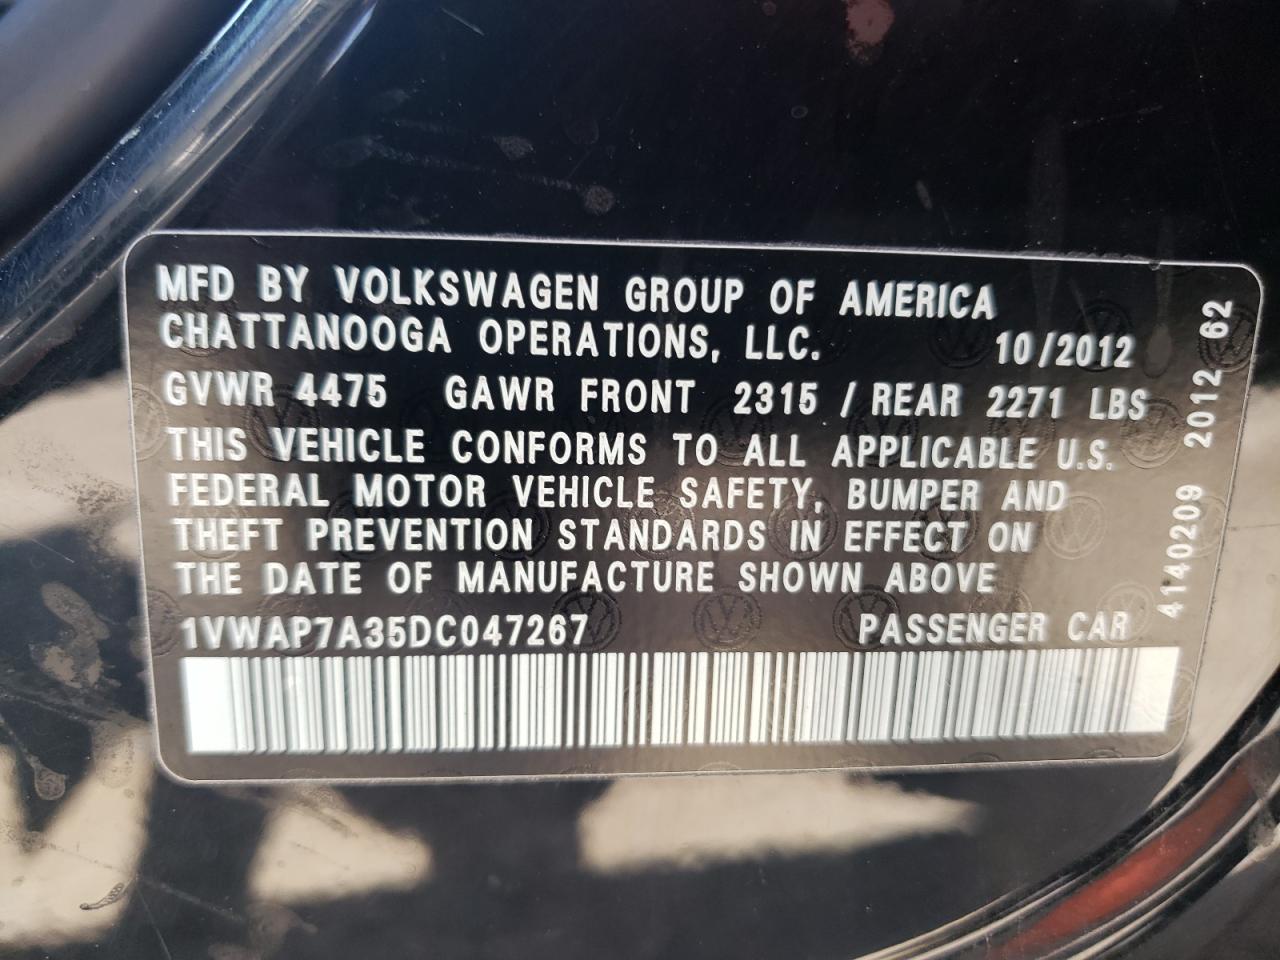 MFD BY VOLKSWAGEN GROUP OF AMERICA
CHATTANOOGA OPERATIONS, LLC. 10/2012
GVWR 4475 GAWR FRONT 2315 / REAR 2271 LBS
THIS VEHICLE CONFORMS TO ALL APPLICABLE U.S.
FEDERAL MOTOR VEHICLE SAFETY, BUMPER AND
THEFT PREVENTION STANDARDS IN EFFECT ON
THE DATE OF MANUFACTURE SHOWN ABOVE
1VWAP7A35DC047267 PASSENGER CAR
4140209 2012 62